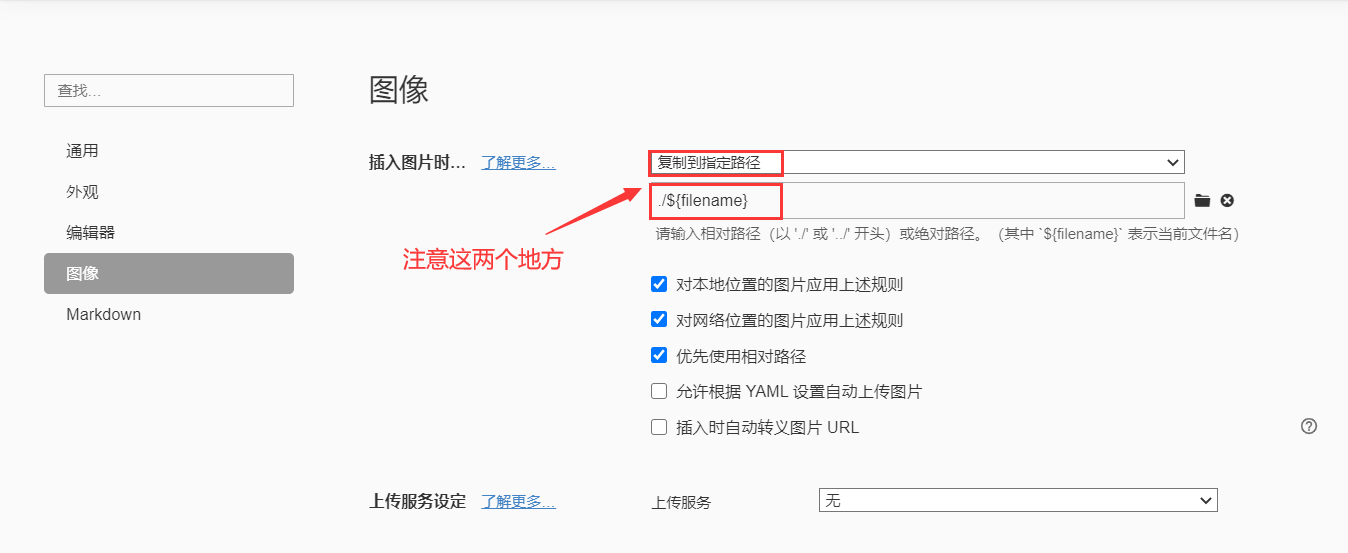 查找...
通用
外观
编辑器
图像
Markdown
图像
插入图片时... 了解更多... 复制到指定路径
./${filename}
请输入相对路径（以 './' 或 '../' 开头）或绝对路径。（其中 `${filename}` 表示当前文件名）
注意这两个地方
对本地位置的图片应用上述规则
对网络位置的图片应用上述规则
优先使用相对路径
允许根据 YAML 设置自动上传图片
插入时自动转义图片 URL
上传服务设定 了解更多... 上传服务 无